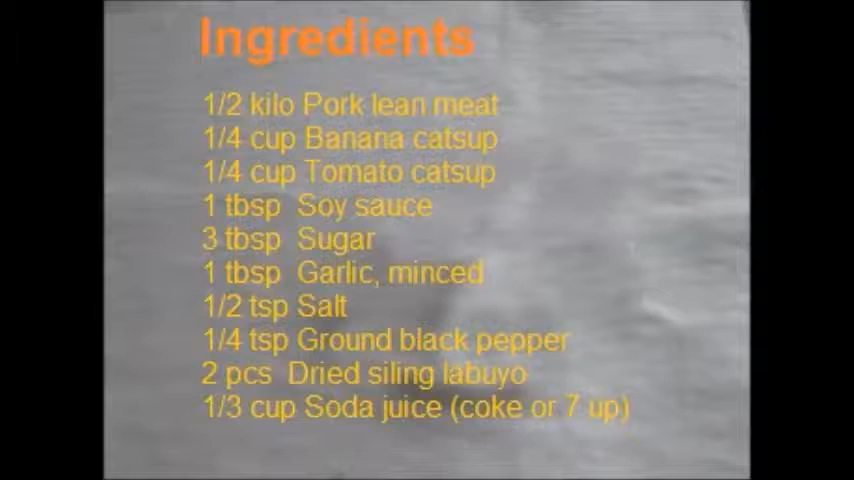 Ingredients
1/2 kilo Pork lean meat
1/4 cup Banana catsup
1/4 cup Tomato catsup
1 tbsp Soy sauce
3 tbsp Sugar
1 tbsp Garlic, minced
1/2 tsp Salt
1/4 tsp Ground black pepper
2 pcs Dried siling labuyo
1/3 cup Soda juice (coke or 7 up)